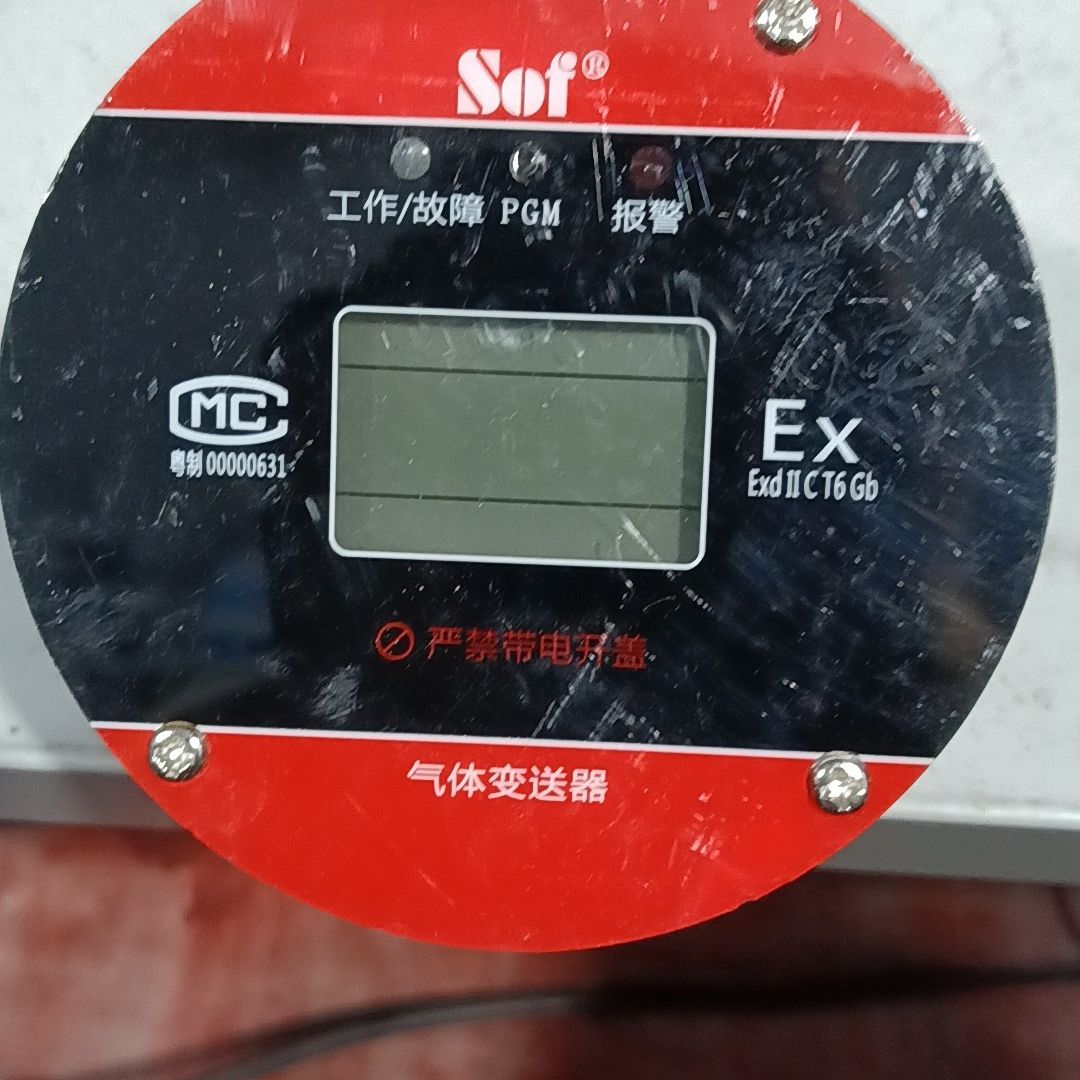 Sof®
工作/故障 PGM 报警
MC
粤制 00000631
Ex
Exd II C T6 Gb
严禁带电开盖
气体变送器